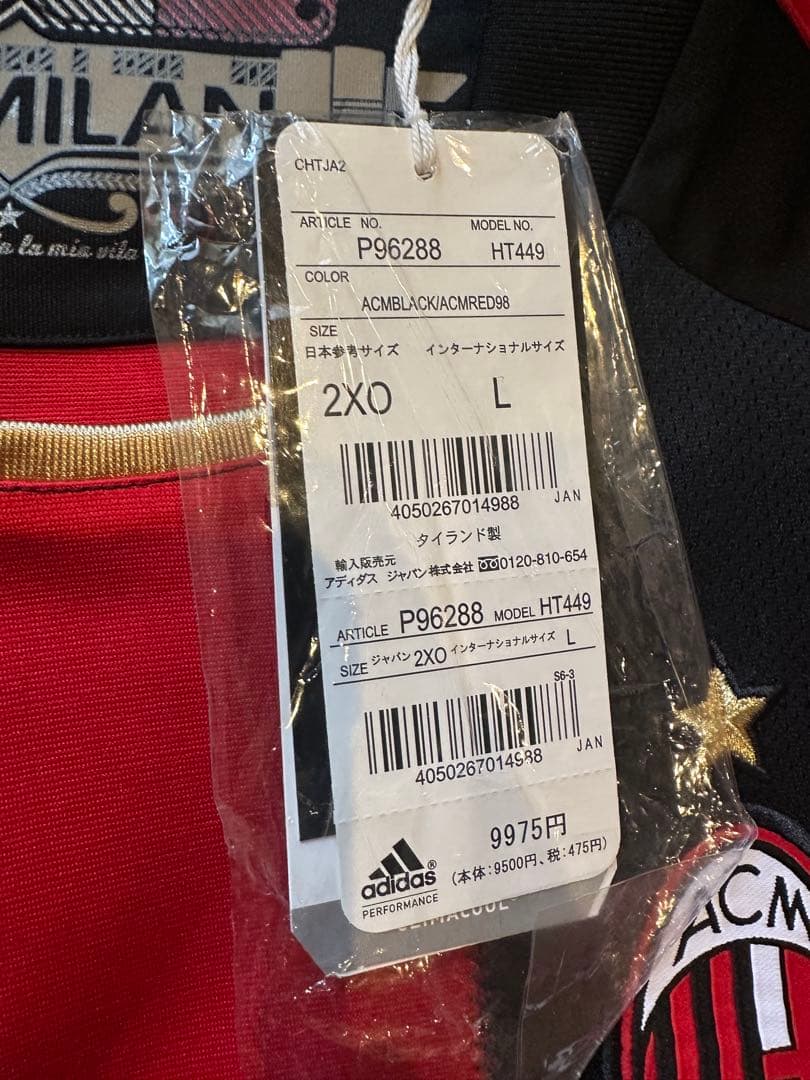 MILAN
la mia vita
CHTJA2
ARTICLE NO. MODEL NO.
P96288 HT449
COLOR
ACMBLACK/ACMRED98
SIZE
日本参考サイズ インターナショナルサイズ
2XO L
4050267014988 JAN
タイランド製
輸入販売元
アディダス ジャパン株式会社 0120-810-654
ARTICLE P96288 MODEL HT449
SIZE ジャパン 2XO インターナショナルサイズ L
S6-3
4050267014988 JAN
9975円
(本体:9500円、税:475円)
adidas®
PERFORMANCE
CLIMACOOL
ACM